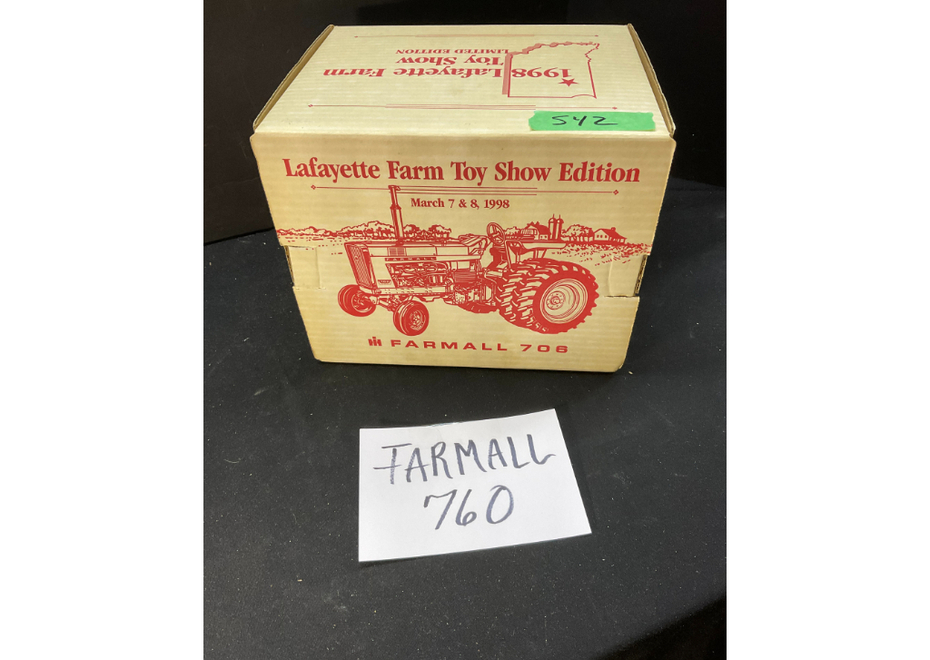 1998 Lafayette Farm
Toy Show
LIMITED EDITION
542
Lafayette Farm Toy Show Edition
March 7 & 8, 1998
FARMALL
IH FARMALL 706
FARMALL
760